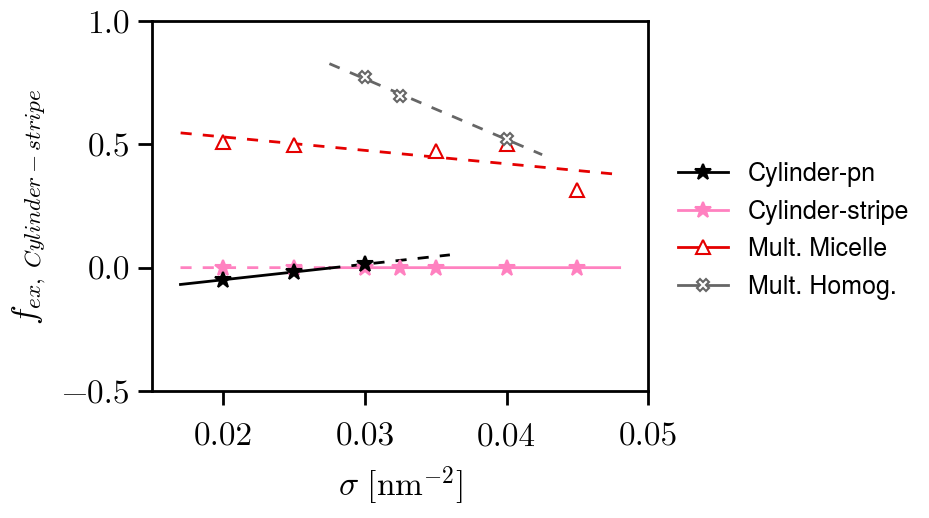 f_{ex, Cylinder-stripe}
1.0
0.5
0.0
−0.5
0.02 0.03 0.04 0.05
σ [nm⁻²]
Cylinder-pn
Cylinder-stripe
Mult. Micelle
Mult. Homog.